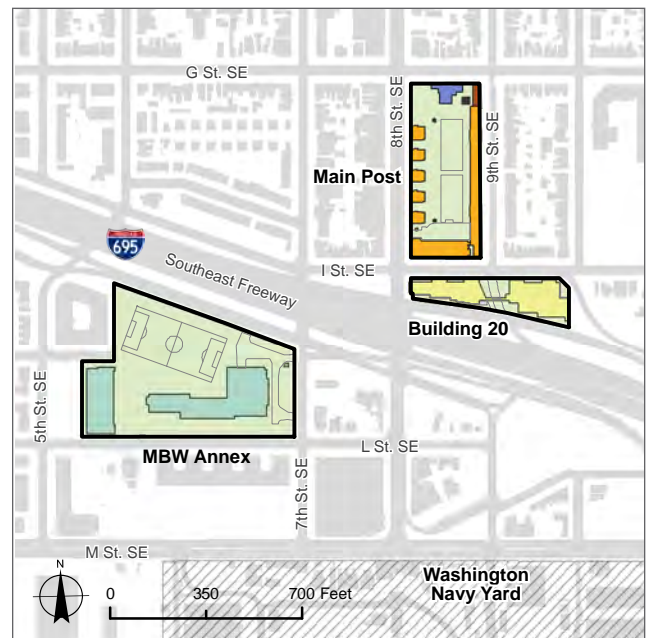 G St. SE
8th St. SE
9th St. SE
Main Post
695
Southeast Freeway
I St. SE
Building 20
5th St. SE
MBW Annex
7th St. SE
L St. SE
M St. SE
N
0 350 700 Feet
Washington
Navy Yard